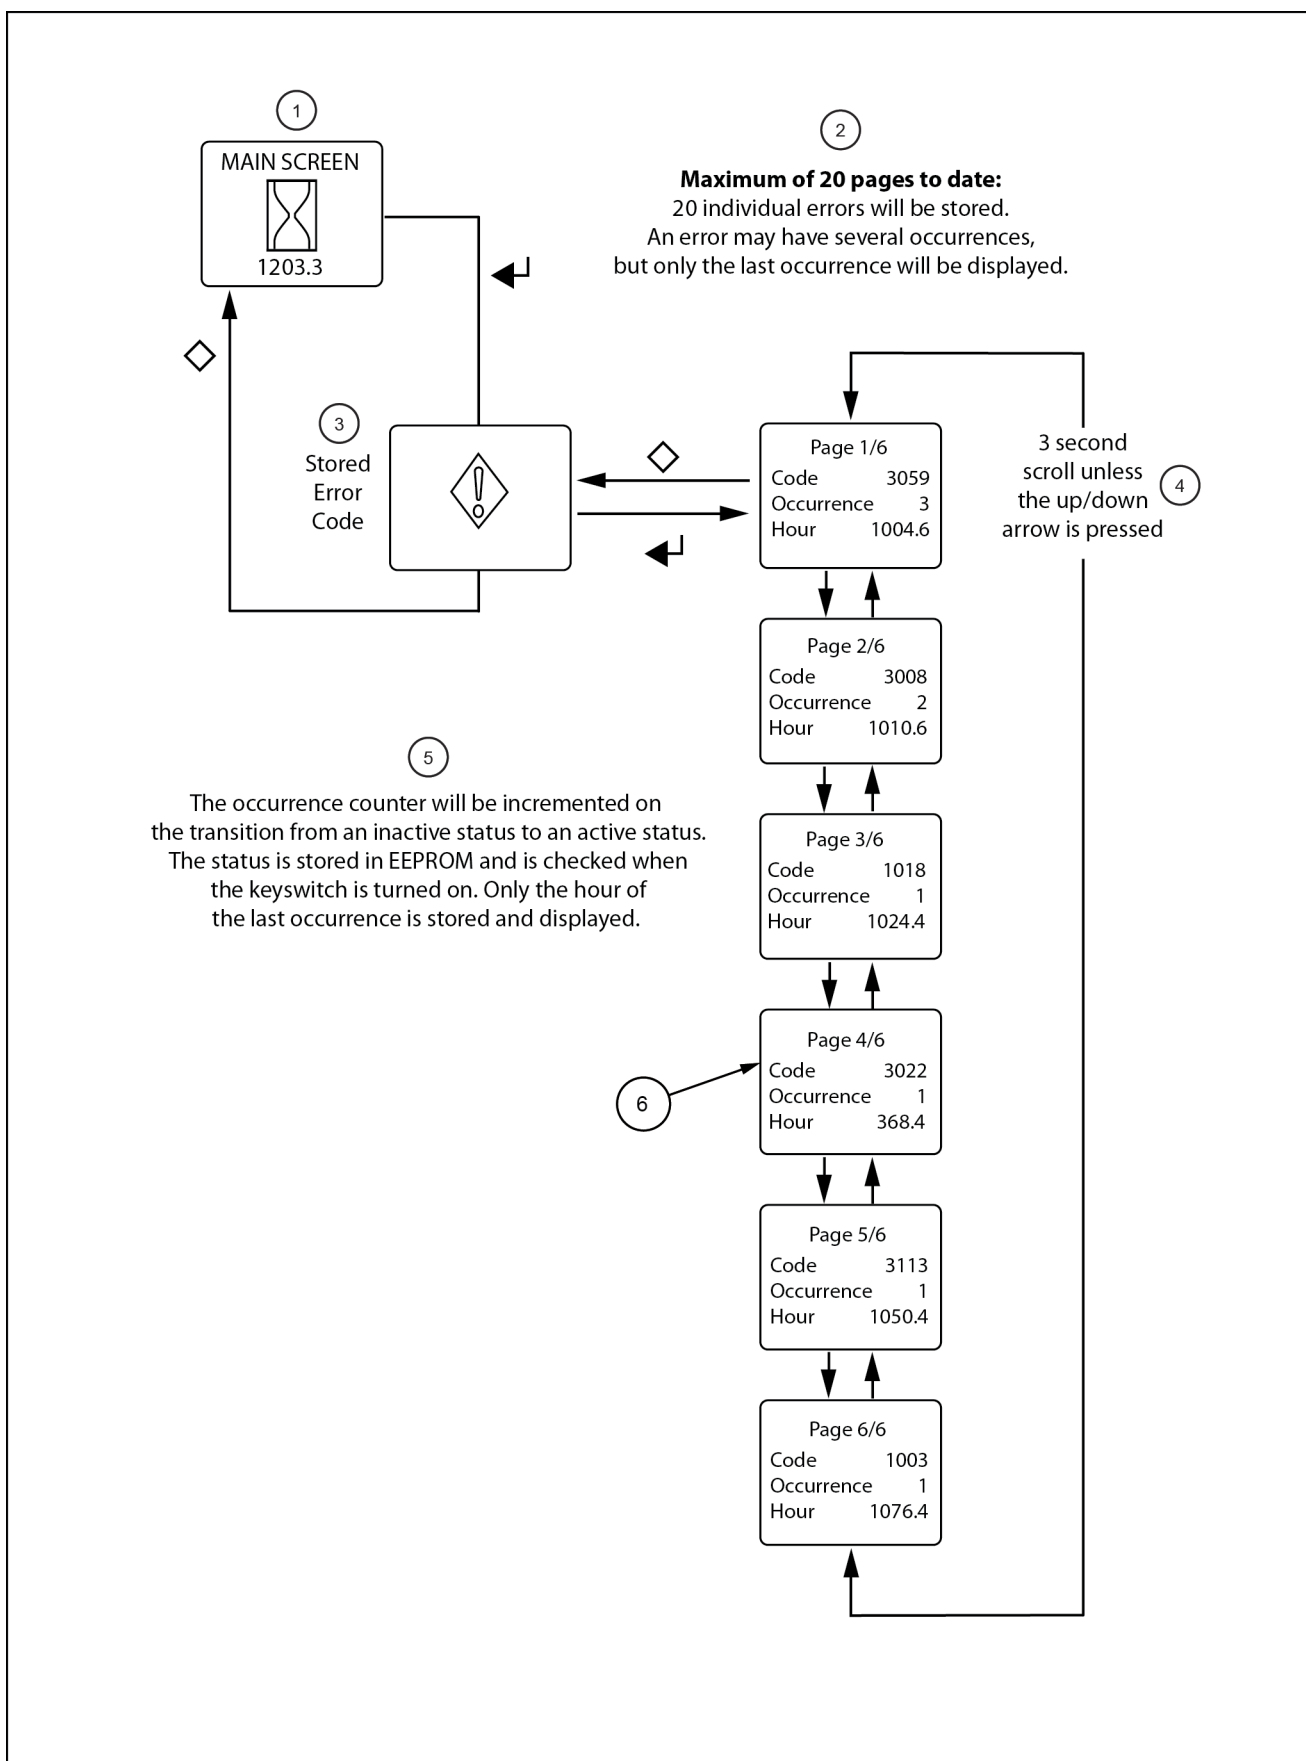 1
MAIN SCREEN
1203.3
2
Maximum of 20 pages to date:
20 individual errors will be stored.
An error may have several occurrences,
but only the last occurrence will be displayed.
3
Stored
Error
Code
!
Page 1/6
Code 3059
Occurrence 3
Hour 1004.6
3 second
scroll unless
the up/down
arrow is pressed
4
Page 2/6
Code 3008
Occurrence 2
Hour 1010.6
5
The occurrence counter will be incremented on
the transition from an inactive status to an active status.
The status is stored in EEPROM and is checked when
the keyswitch is turned on. Only the hour of
the last occurrence is stored and displayed.
Page 3/6
Code 1018
Occurrence 1
Hour 1024.4
Page 4/6
Code 3022
Occurrence 1
Hour 368.4
6
Page 5/6
Code 3113
Occurrence 1
Hour 1050.4
Page 6/6
Code 1003
Occurrence 1
Hour 1076.4